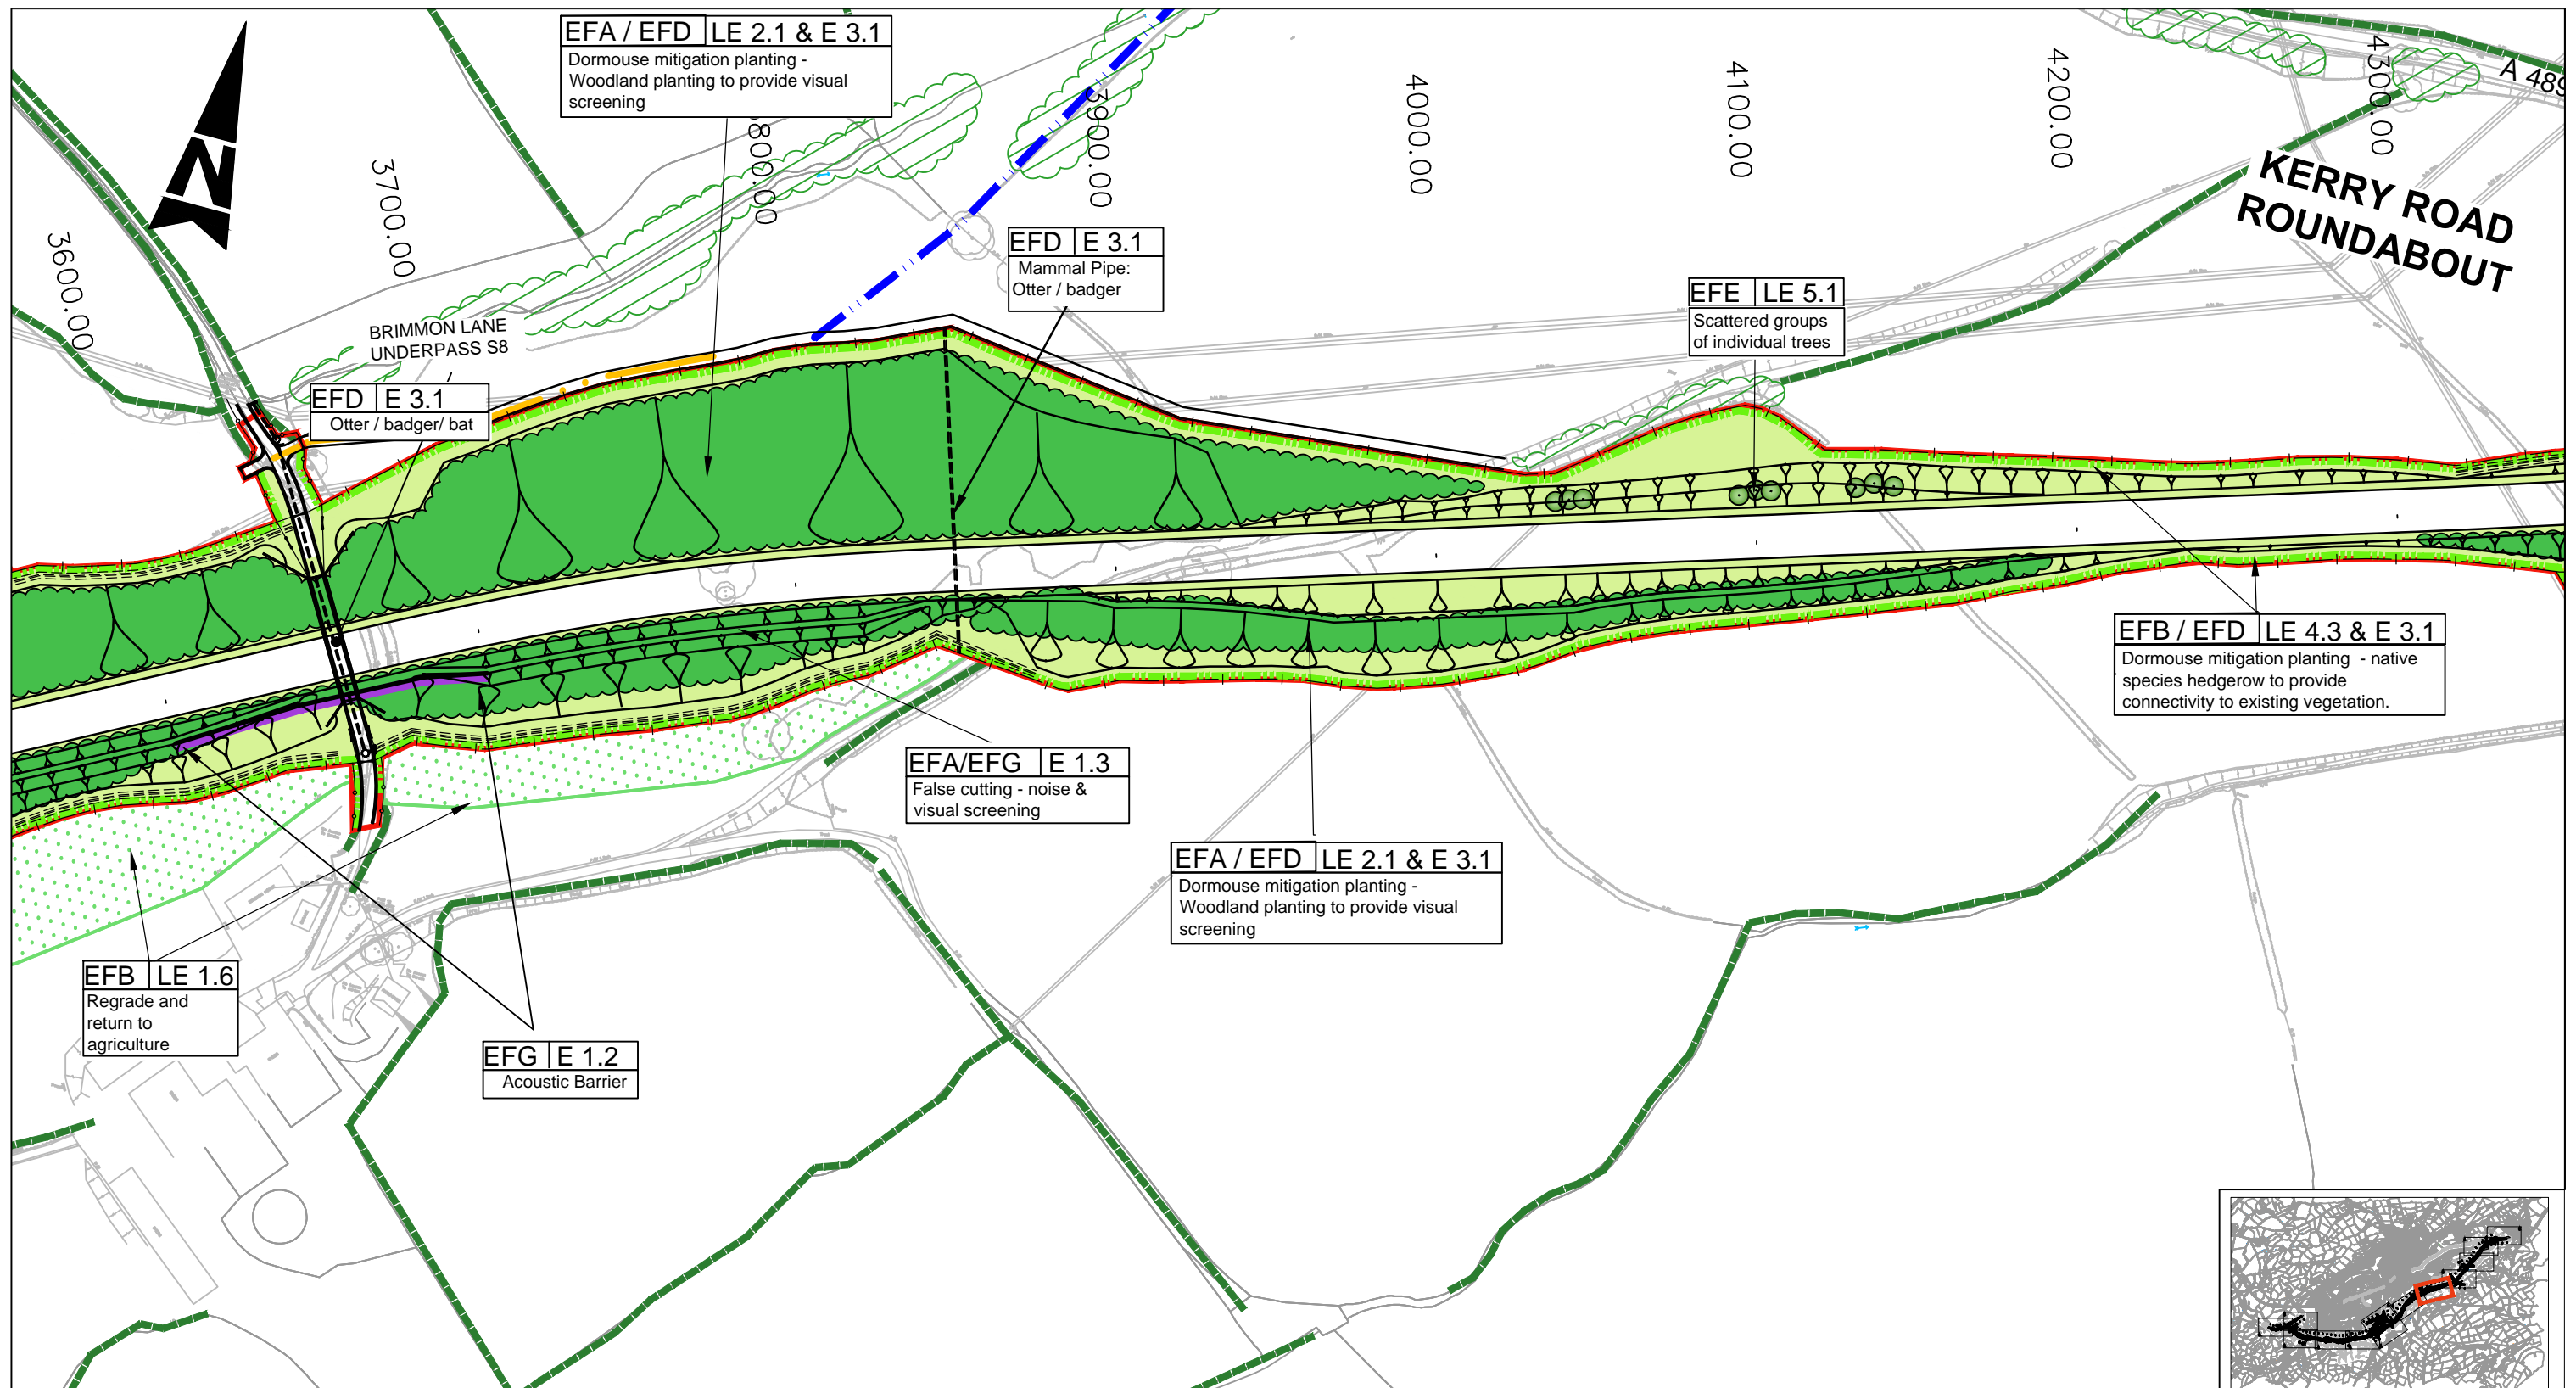 EFA / EFD LE 2.1 & E 3.1
Dormouse mitigation planting -
Woodland planting to provide visual
screening
3600.00
3700.00
800.00
3900.00
4000.00
4100.00
4200.00
4300.00
A 489
KERRY ROAD
ROUNDABOUT
N
BRIMMON LANE
UNDERPASS S8
EFD E 3.1
Otter / badger/ bat
EFD E 3.1
Mammal Pipe:
Otter / badger
EFE LE 5.1
Scattered groups
of individual trees
EFB / EFD LE 4.3 & E 3.1
Dormouse mitigation planting - native
species hedgerow to provide
connectivity to existing vegetation.
EFA/EFG E 1.3
False cutting - noise &
visual screening
EFA / EFD LE 2.1 & E 3.1
Dormouse mitigation planting -
Woodland planting to provide visual
screening
EFB LE 1.6
Regrade and
return to
agriculture
EFG E 1.2
Acoustic Barrier